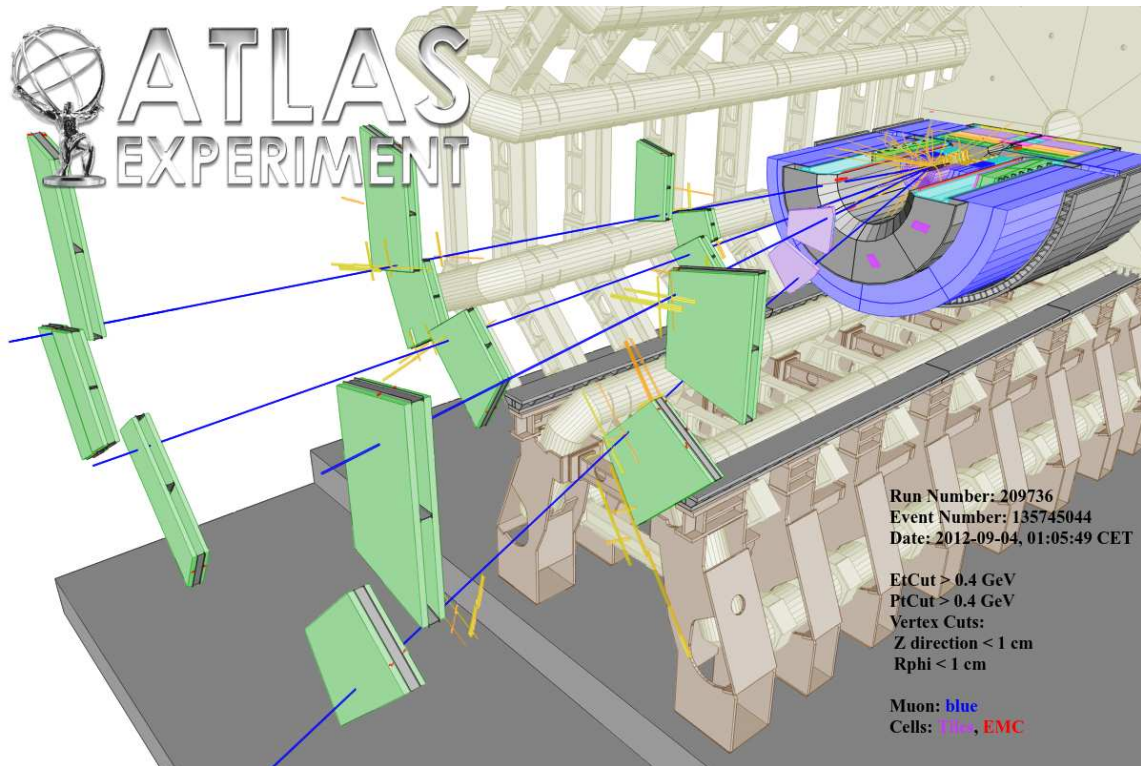 ATLAS
EXPERIMENT
Run Number: 209736
Event Number: 135745044
Date: 2012-09-04, 01:05:49 CET
EtCut > 0.4 GeV
PtCut > 0.4 GeV
Vertex Cuts:
Z direction < 1 cm
Rphi < 1 cm
Muon: blue
Cells: Tiles, EMC